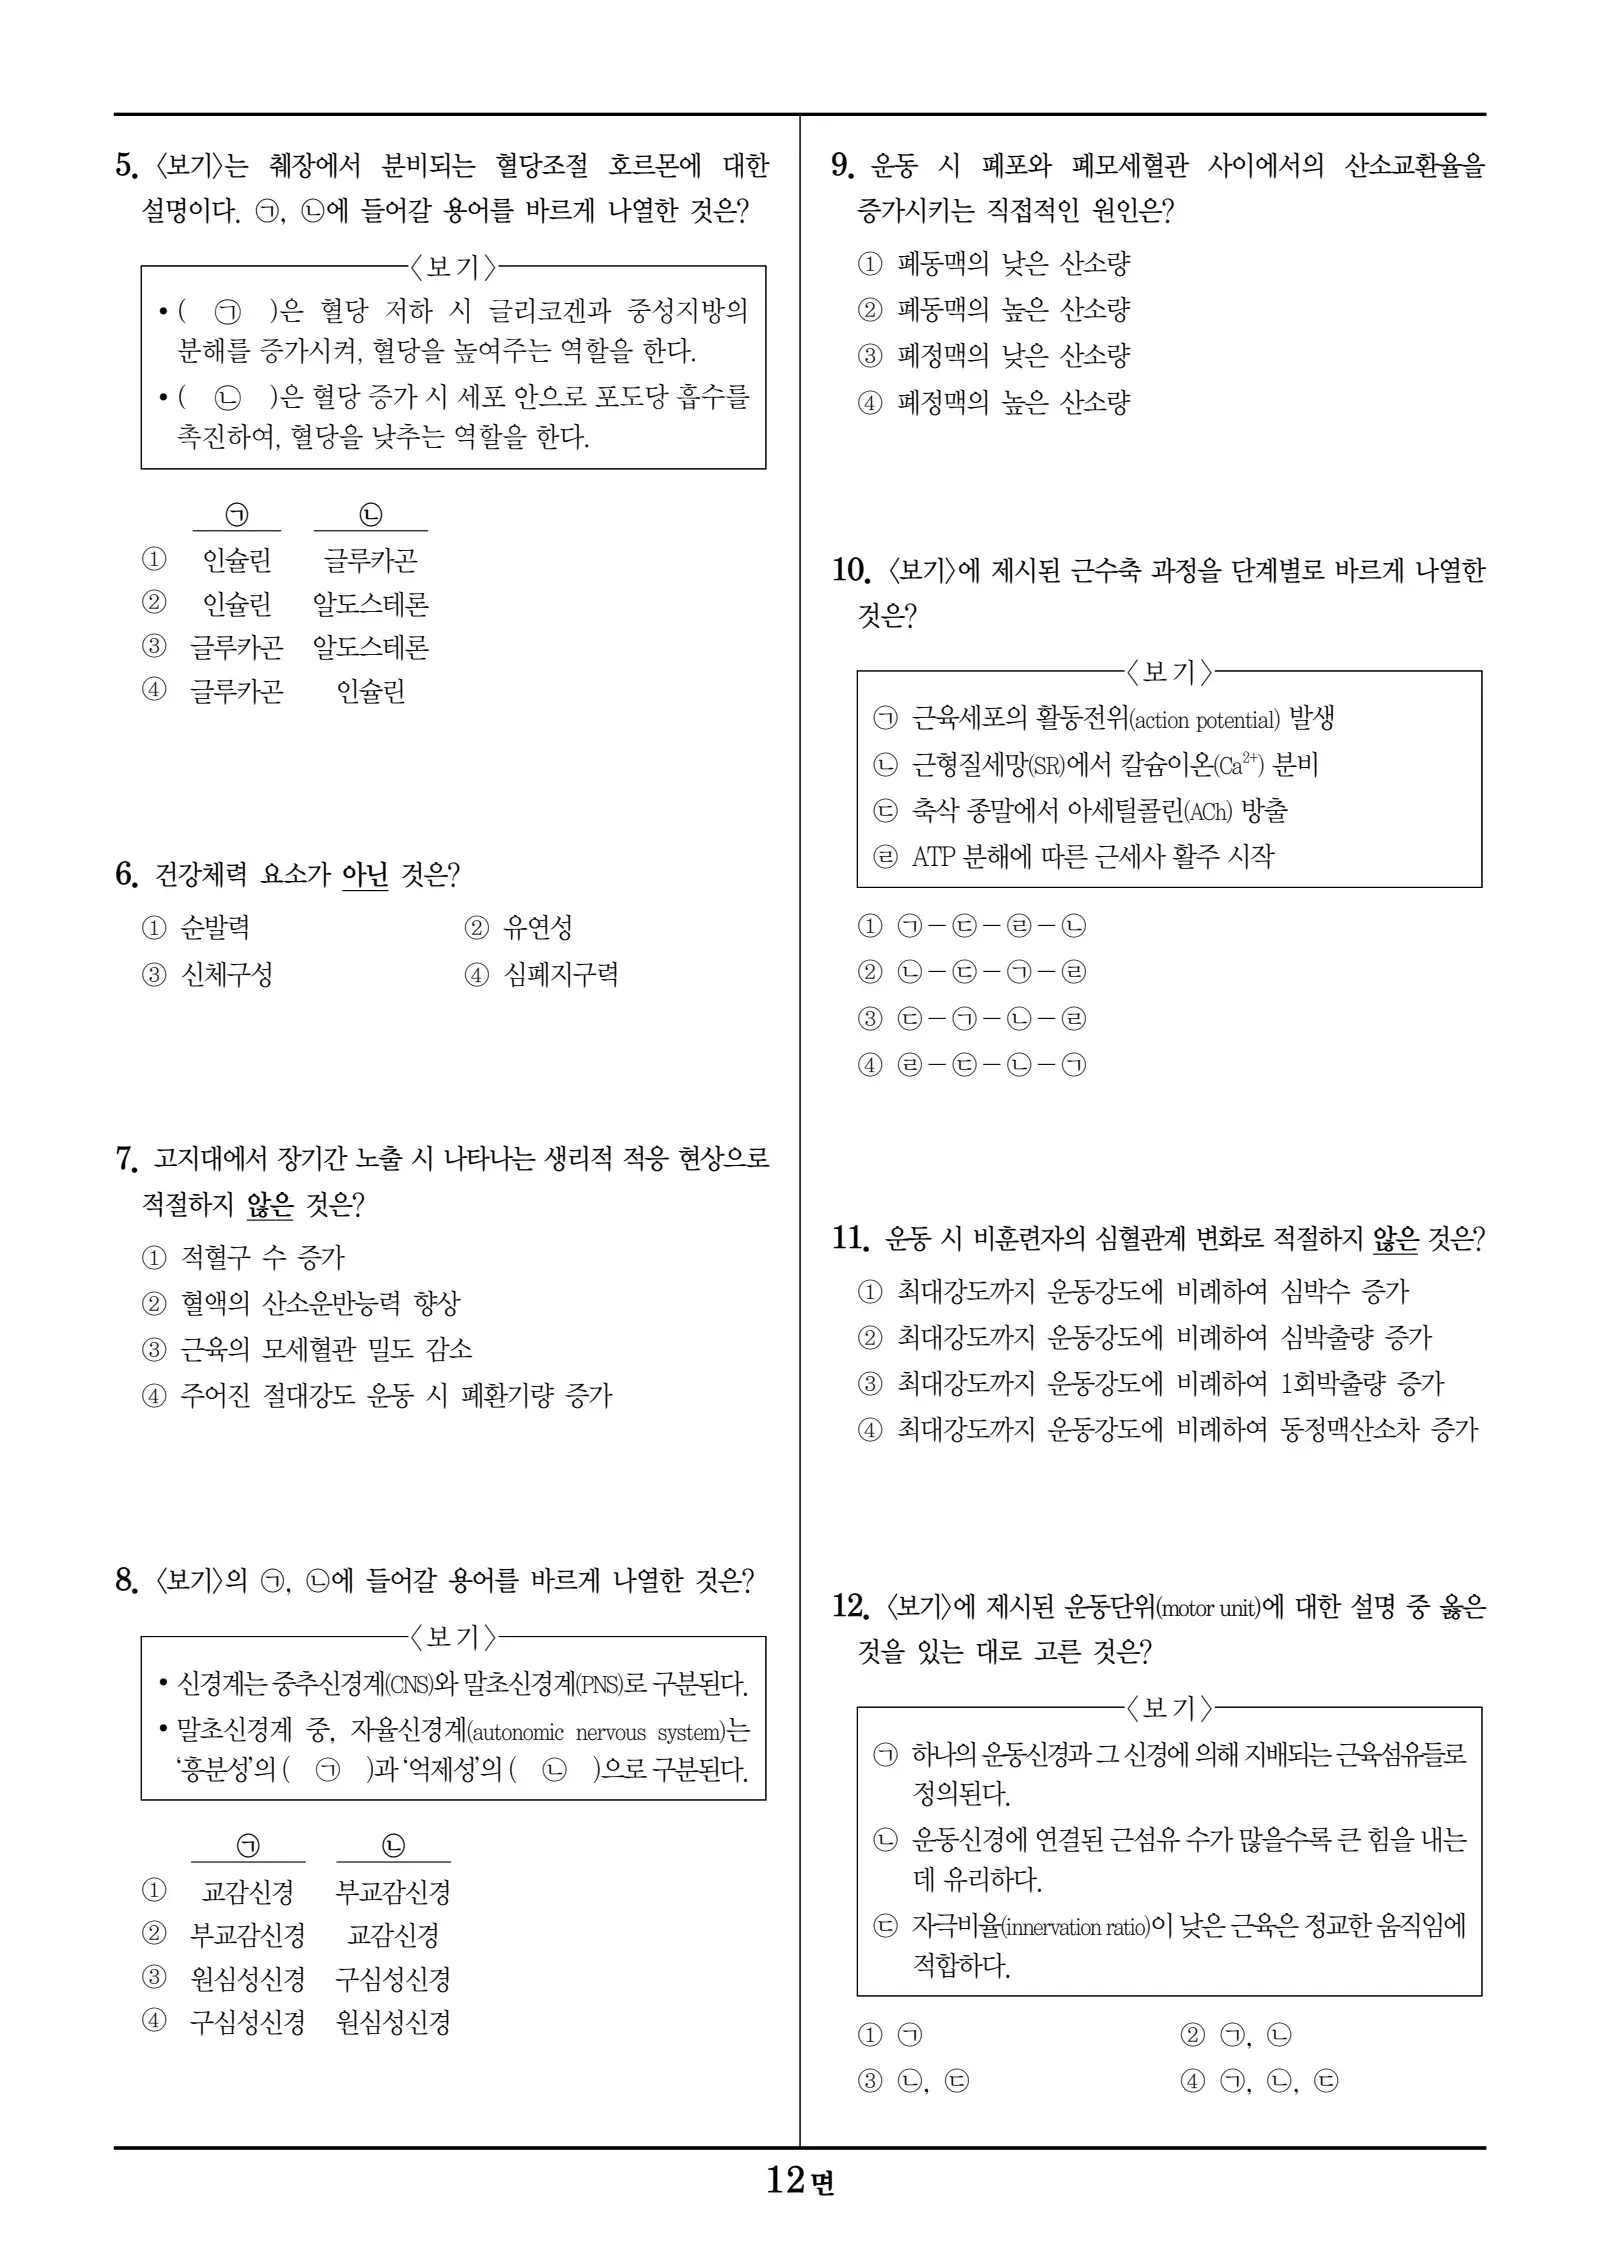 5. 〈보기〉는 췌장에서 분비되는 혈당조절 호르몬에 대한
설명이다. ㉠, ㉡에 들어갈 용어를 바르게 나열한 것은?
〈보기〉
• ( ㉠ )은 혈당 저하 시 글리코겐과 중성지방의
분해를 증가시켜, 혈당을 높여주는 역할을 한다.
• ( ㉡ )은 혈당 증가 시 세포 안으로 포도당 흡수를
촉진하여, 혈당을 낮추는 역할을 한다.
㉠ ㉡
① 인슐린 글루카곤
② 인슐린 알도스테론
③ 글루카곤 알도스테론
④ 글루카곤 인슐린
6. 건강체력 요소가 아닌 것은?
① 순발력 ② 유연성
③ 신체구성 ④ 심폐지구력
7. 고지대에서 장기간 노출 시 나타나는 생리적 적응 현상으로
적절하지 않은 것은?
① 적혈구 수 증가
② 혈액의 산소운반능력 향상
③ 근육의 모세혈관 밀도 감소
④ 주어진 절대강도 운동 시 폐환기량 증가
8. 〈보기〉의 ㉠, ㉡에 들어갈 용어를 바르게 나열한 것은?
〈보기〉
• 신경계는 중추신경계(CNS)와 말초신경계(PNS)로 구분된다.
• 말초신경계 중, 자율신경계(autonomic nervous system)는
‘흥분성’의 ( ㉠ )과 ‘억제성’의 ( ㉡ )으로 구분된다.
㉠ ㉡
① 교감신경 부교감신경
② 부교감신경 교감신경
③ 원심성신경 구심성신경
④ 구심성신경 원심성신경
9. 운동 시 폐포와 폐모세혈관 사이에서의 산소교환율을
증가시키는 직접적인 원인은?
① 폐동맥의 낮은 산소량
② 폐동맥의 높은 산소량
③ 폐정맥의 낮은 산소량
④ 폐정맥의 높은 산소량
10. 〈보기〉에 제시된 근수축 과정을 단계별로 바르게 나열한
것은?
〈보기〉
㉠ 근육세포의 활동전위(action potential) 발생
㉡ 근형질세망(SR)에서 칼슘이온(Ca²⁺) 분비
㉢ 축삭 종말에서 아세틸콜린(ACh) 방출
㉣ ATP 분해에 따른 근세사 활주 시작
① ㉠－㉢－㉣－㉡
② ㉡－㉢－㉠－㉣
③ ㉢－㉠－㉡－㉣
④ ㉣－㉢－㉡－㉠
11. 운동 시 비훈련자의 심혈관계 변화로 적절하지 않은 것은?
① 최대강도까지 운동강도에 비례하여 심박수 증가
② 최대강도까지 운동강도에 비례하여 심박출량 증가
③ 최대강도까지 운동강도에 비례하여 1회박출량 증가
④ 최대강도까지 운동강도에 비례하여 동정맥산소차 증가
12. 〈보기〉에 제시된 운동단위(motor unit)에 대한 설명 중 옳은
것을 있는 대로 고른 것은?
〈보기〉
㉠ 하나의 운동신경과 그 신경에 의해 지배되는 근육섬유들로
정의된다.
㉡ 운동신경에 연결된 근섬유 수가 많을수록 큰 힘을 내는
데 유리하다.
㉢ 자극비율(innervation ratio)이 낮은 근육은 정교한 움직임에
적합하다.
① ㉠ ② ㉠, ㉡
③ ㉡, ㉢ ④ ㉠, ㉡, ㉢
12면